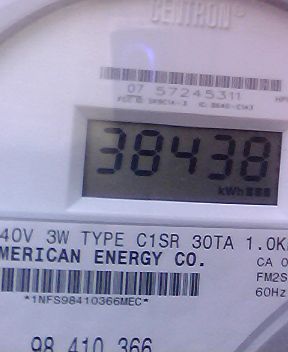 CENTRON®
07 57245311
38438
kWh
40V 3W TYPE C1SR 30TA 1.0K
MERICAN ENERGY CO.
CA 0
FM2S
60Hz
*1NFS98410366MEC*
98 410 366